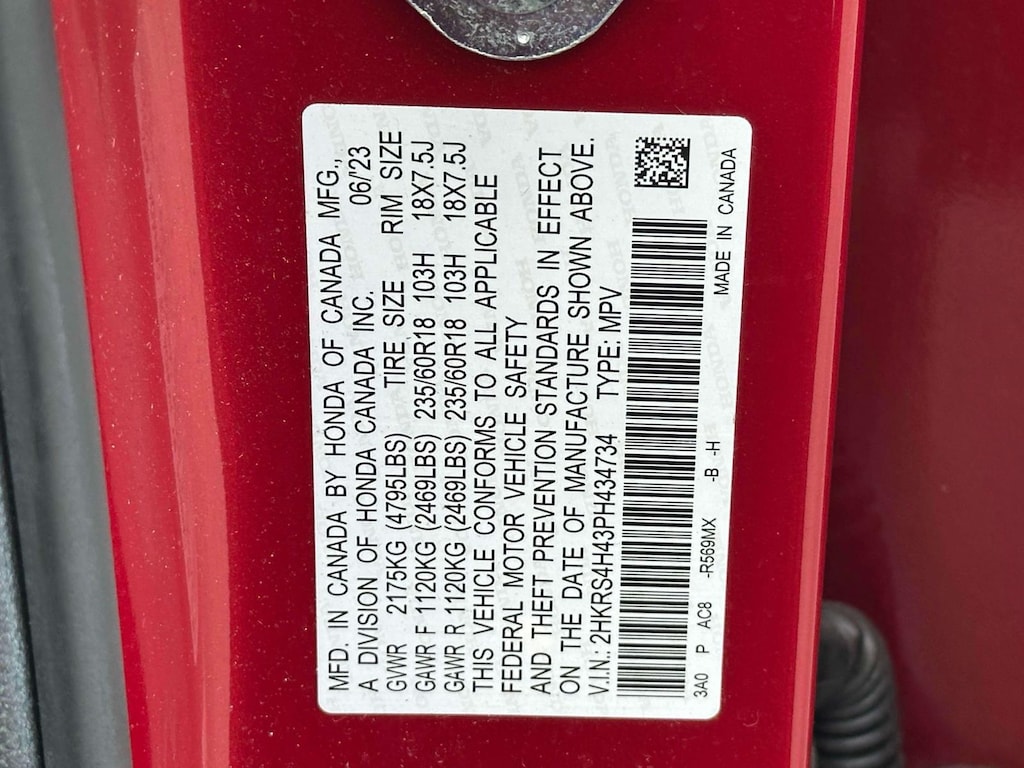 MFD. IN CANADA BY HONDA OF CANADA MFG.,
A DIVISION OF HONDA CANADA INC. 06/'23
GWR 2175KG (4795LBS) TIRE SIZE RIM SIZE
GAWR F 1120KG (2469LBS) 235/60R18 103H 18X7.5J
GAWR R 1120KG (2469LBS) 235/60R18 103H 18X7.5J
THIS VEHICLE CONFORMS TO ALL APPLICABLE
FEDERAL MOTOR VEHICLE SAFETY
AND THEFT PREVENTION STANDARDS IN EFFECT
ON THE DATE OF MANUFACTURE SHOWN ABOVE.
V.I.N.: 2HKRS4H43PH434734 TYPE: MPV
3A0 P AC8 -R569MX -B -H MADE IN CANADA